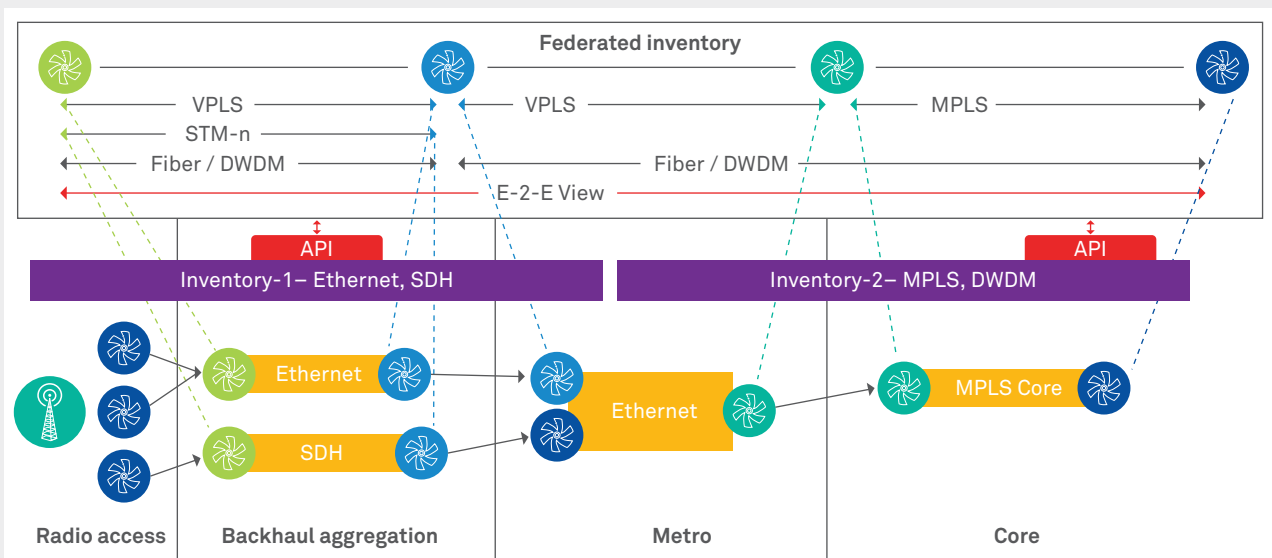 Federated inventory
VPLS
VPLS
MPLS
STM-n
Fiber / DWDM
Fiber / DWDM
E-2-E View
API
API
Inventory-1– Ethernet, SDH
Inventory-2– MPLS, DWDM
Ethernet
SDH
Ethernet
MPLS Core
Radio access
Backhaul aggregation
Metro
Core